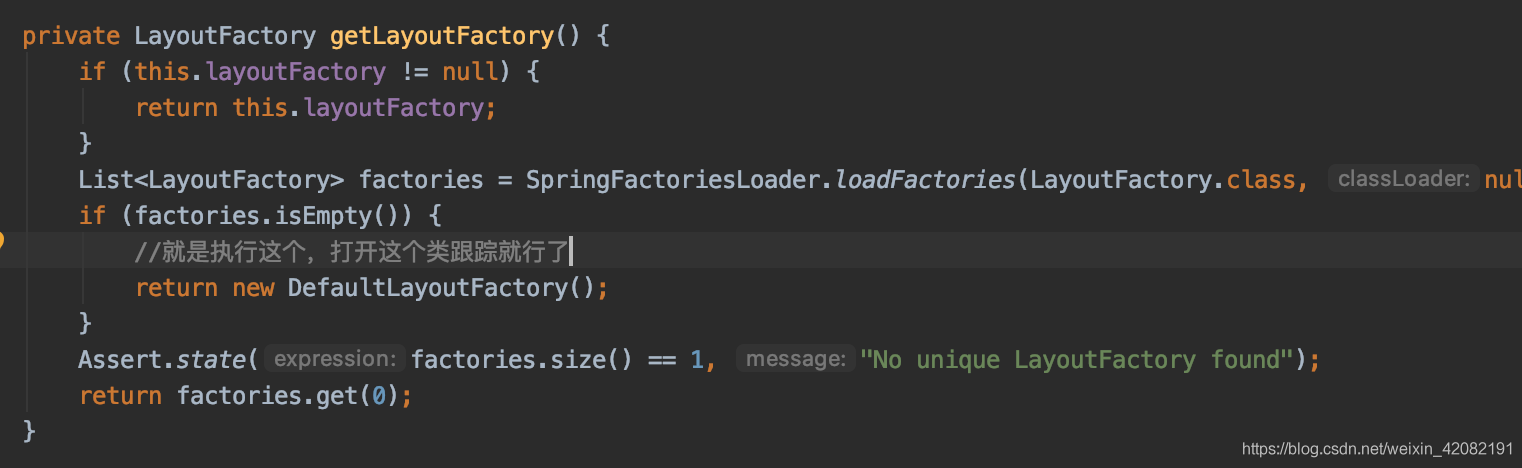 private LayoutFactory getLayoutFactory() {
if (this.layoutFactory != null) {
return this.layoutFactory;
}
List<LayoutFactory> factories = SpringFactoriesLoader.loadFactories(LayoutFactory.class, classLoader: nul
if (factories.isEmpty()) {
//就是执行这个，打开这个类跟踪就行了
return new DefaultLayoutFactory();
}
Assert.state( expression: factories.size() == 1, message: "No unique LayoutFactory found");
return factories.get(0);
}
https://blog.csdn.net/weixin_42082191